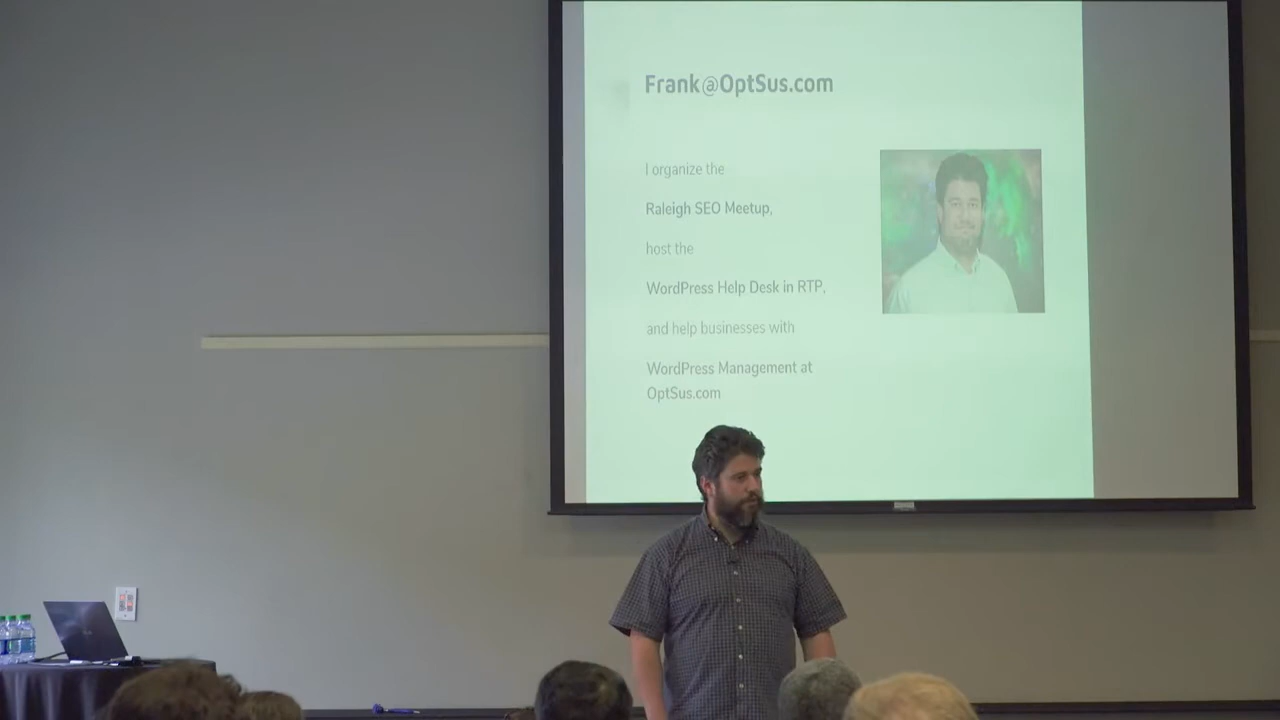 Frank@OptSus.com
I organize the
Raleigh SEO Meetup,
host the
WordPress Help Desk in RTP,
and help businesses with
WordPress Management at
OptSus.com